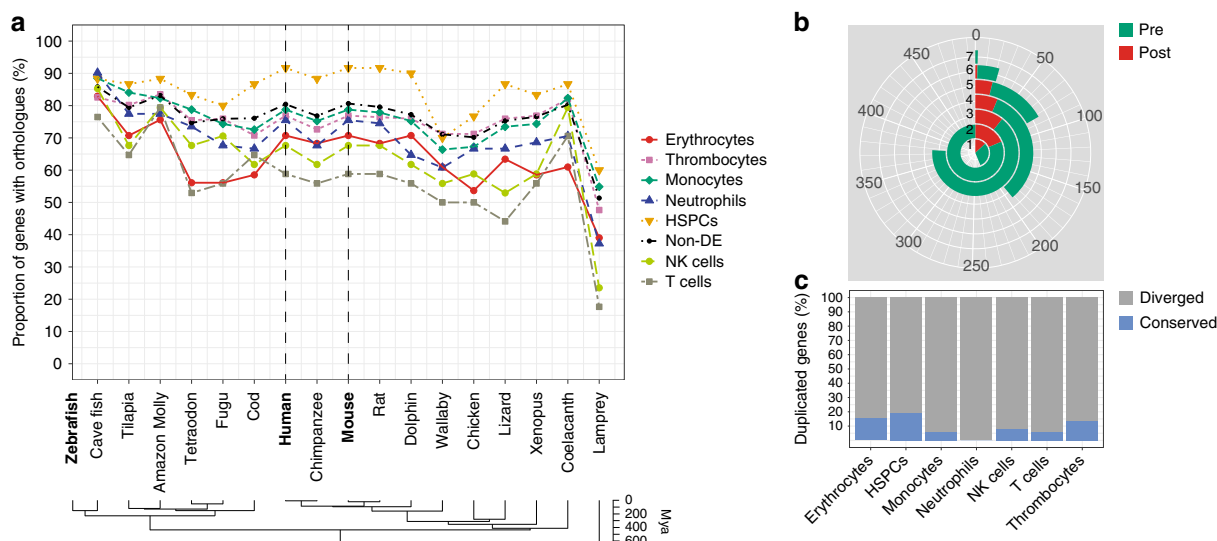 a
Proportion of genes with orthologues (%)
100
90
80
70
60
50
40
30
20
10
0
Zebrafish
Cave fish
Tilapia
Amazon Molly
Tetraodon
Fugu
Cod
Human
Chimpanzee
Mouse
Rat
Dolphin
Wallaby
Chicken
Lizard
Xenopus
Coelacanth
Lamprey
Erythrocytes
Thrombocytes
Monocytes
Neutrophils
HSPCs
Non-DE
NK cells
T cells
0
200
400
600
Mya
b
0
50
100
150
200
250
300
350
400
450
7
6
5
4
3
2
1
Pre
Post
c
Duplicated genes (%)
100
90
80
70
60
50
40
30
20
10
Erythrocytes
HSPCs
Monocytes
Neutrophils
NK cells
T cells
Thrombocytes
Diverged
Conserved